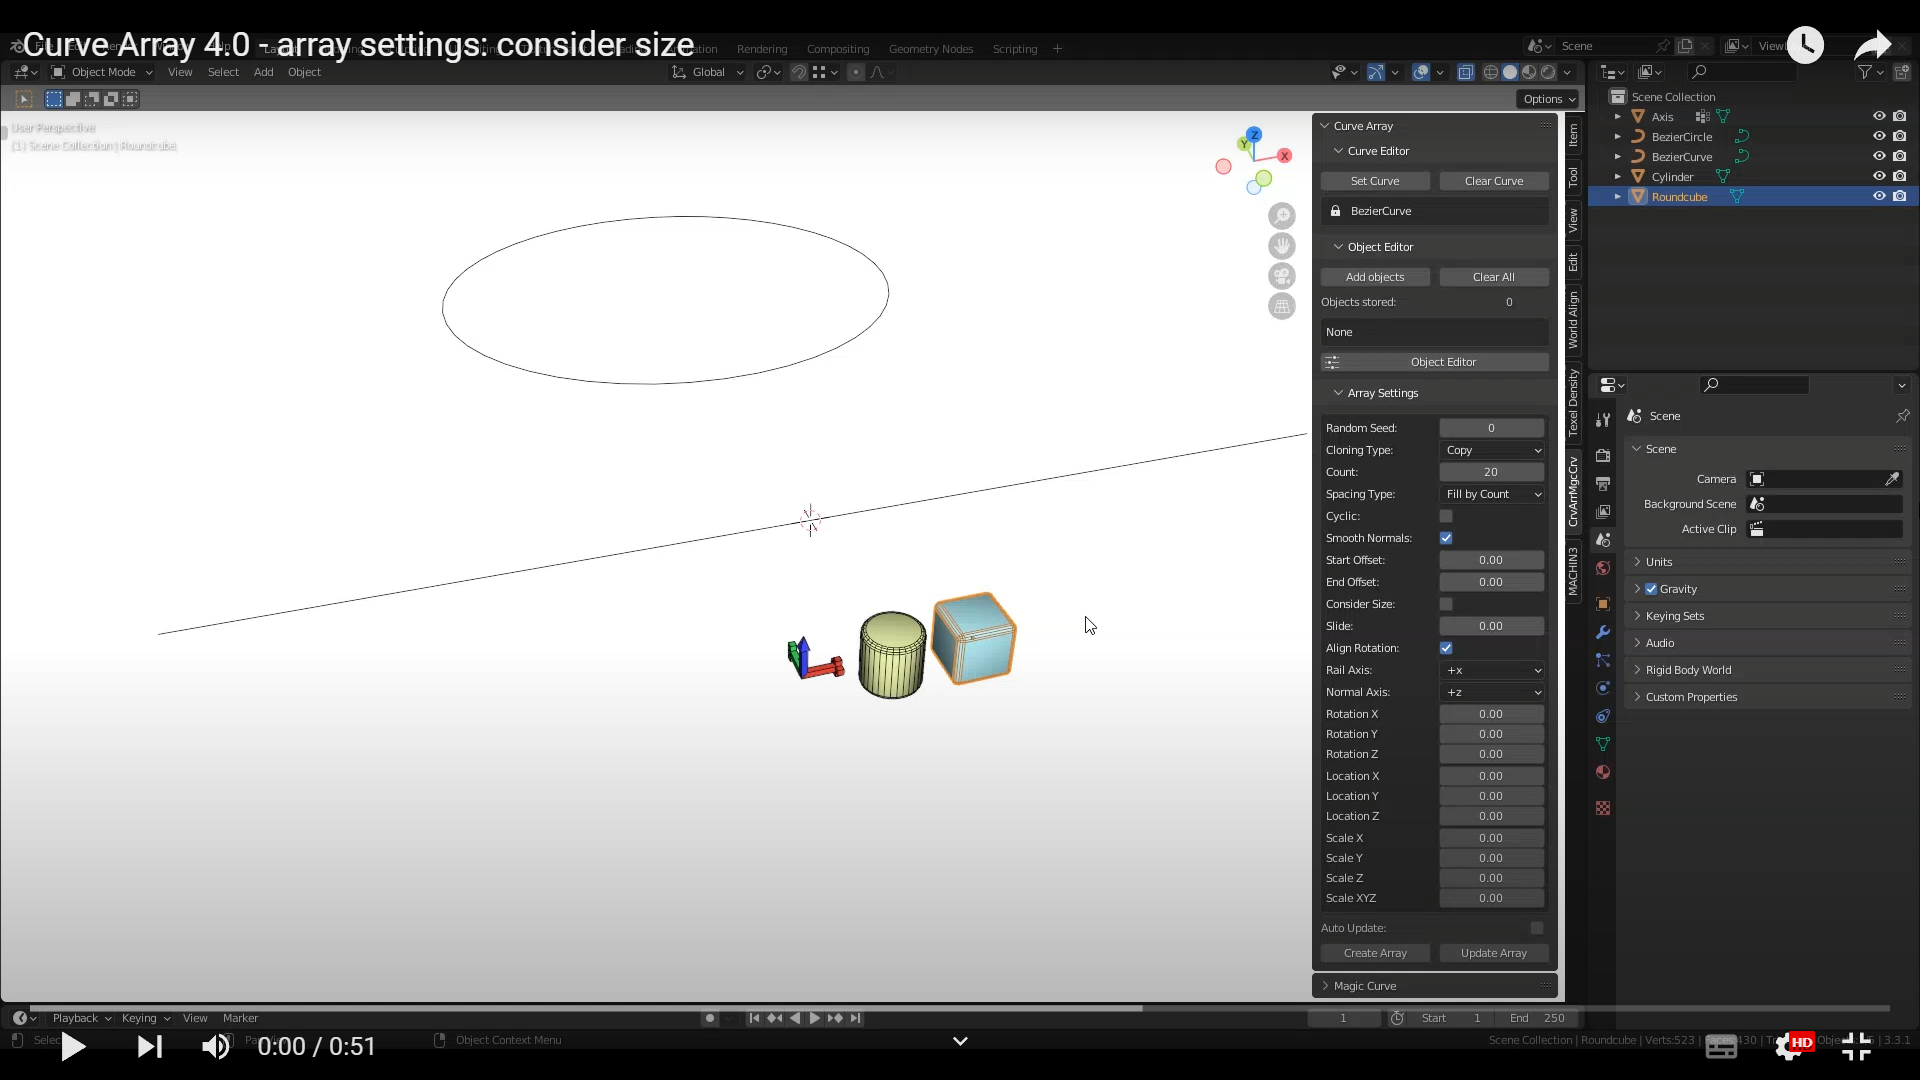 Curve Array 4.0 - array settings: consider size
Rendering
Compositing
Geometry Nodes
Scripting
+
Scene
Object Mode
View
Select
Add
Object
Global
Options
User Perspective
(1) Scene Collection | Roundcube
Z
Y
X
Curve Array
Curve Editor
Set Curve
Clear Curve
BezierCurve
Object Editor
Add objects
Clear All
Objects stored:
0
None
Object Editor
Array Settings
Random Seed:
0
Cloning Type:
Copy
Count:
20
Spacing Type:
Fill by Count
Cyclic:
Smooth Normals:
Start Offset:
0.00
End Offset:
0.00
Consider Size:
Slide:
0.00
Align Rotation:
Rail Axis:
+x
Normal Axis:
+z
Rotation X
0.00
Rotation Y
0.00
Rotation Z
0.00
Location X
0.00
Location Y
0.00
Location Z
0.00
Scale X
0.00
Scale Y
0.00
Scale Z
0.00
Scale XYZ
0.00
Auto Update:
Create Array
Update Array
Magic Curve
Item
Tool
View
Edit
World Align
Texel Density
CrvArrMgcCrv
MACHIN3
Scene Collection
Axis
BezierCircle
BezierCurve
Cylinder
Roundcube
Scene
Scene
Camera
Background Scene
Active Clip
Units
Gravity
Keying Sets
Audio
Rigid Body World
Custom Properties
Playback
Keying
View
Marker
1
Start
1
End
250
0:00 / 0:51
Object Context Menu
Scene Collection | Roundcube | Verts:523
3.3.1
HD